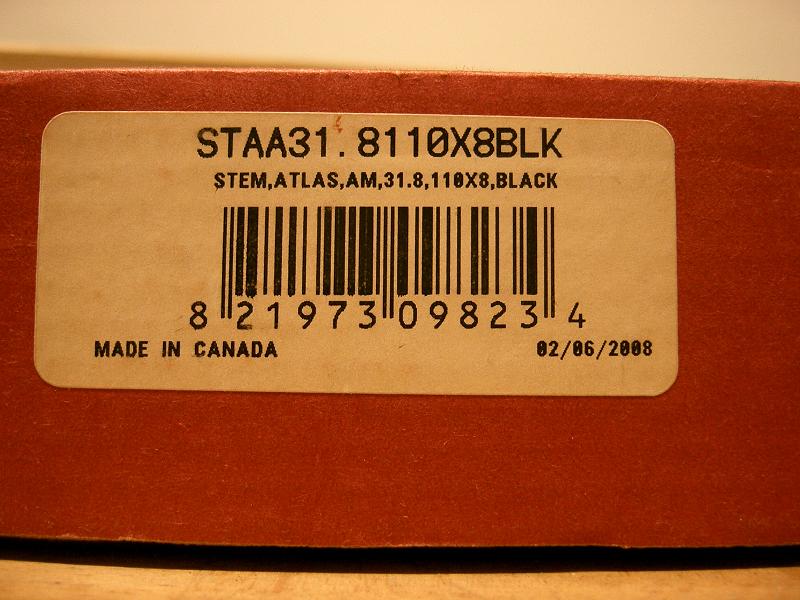 STAA31.8110X8BLK
STEM,ATLAS,AM,31.8,110X8,BLACK
8 21973 09823 4
MADE IN CANADA 02/06/2008